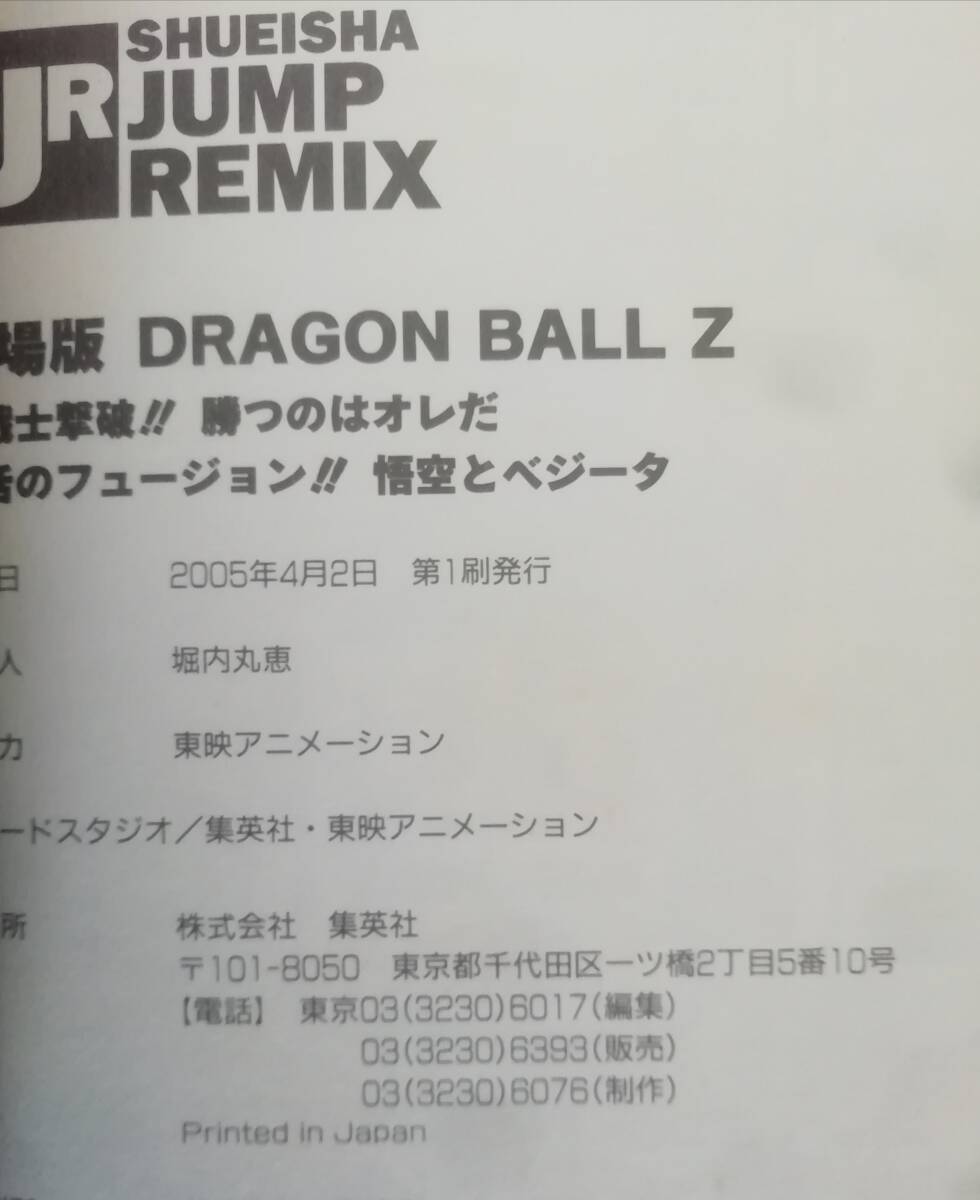 JR
SHUEISHA
JUMP
REMIX
場版 DRAGON BALL Z
戦士撃破!! 勝つのはオレだ
活のフュージョン!! 悟空とベジータ
日 2005年4月2日 第1刷発行
人 堀内丸恵
力 東映アニメーション
ードスタジオ/集英社・東映アニメーション
所 株式会社 集英社
〒101-8050 東京都千代田区一ツ橋2丁目5番10号
【電話】 東京03(3230)6017(編集)
03(3230)6393(販売)
03(3230)6076(制作)
Printed in Japan